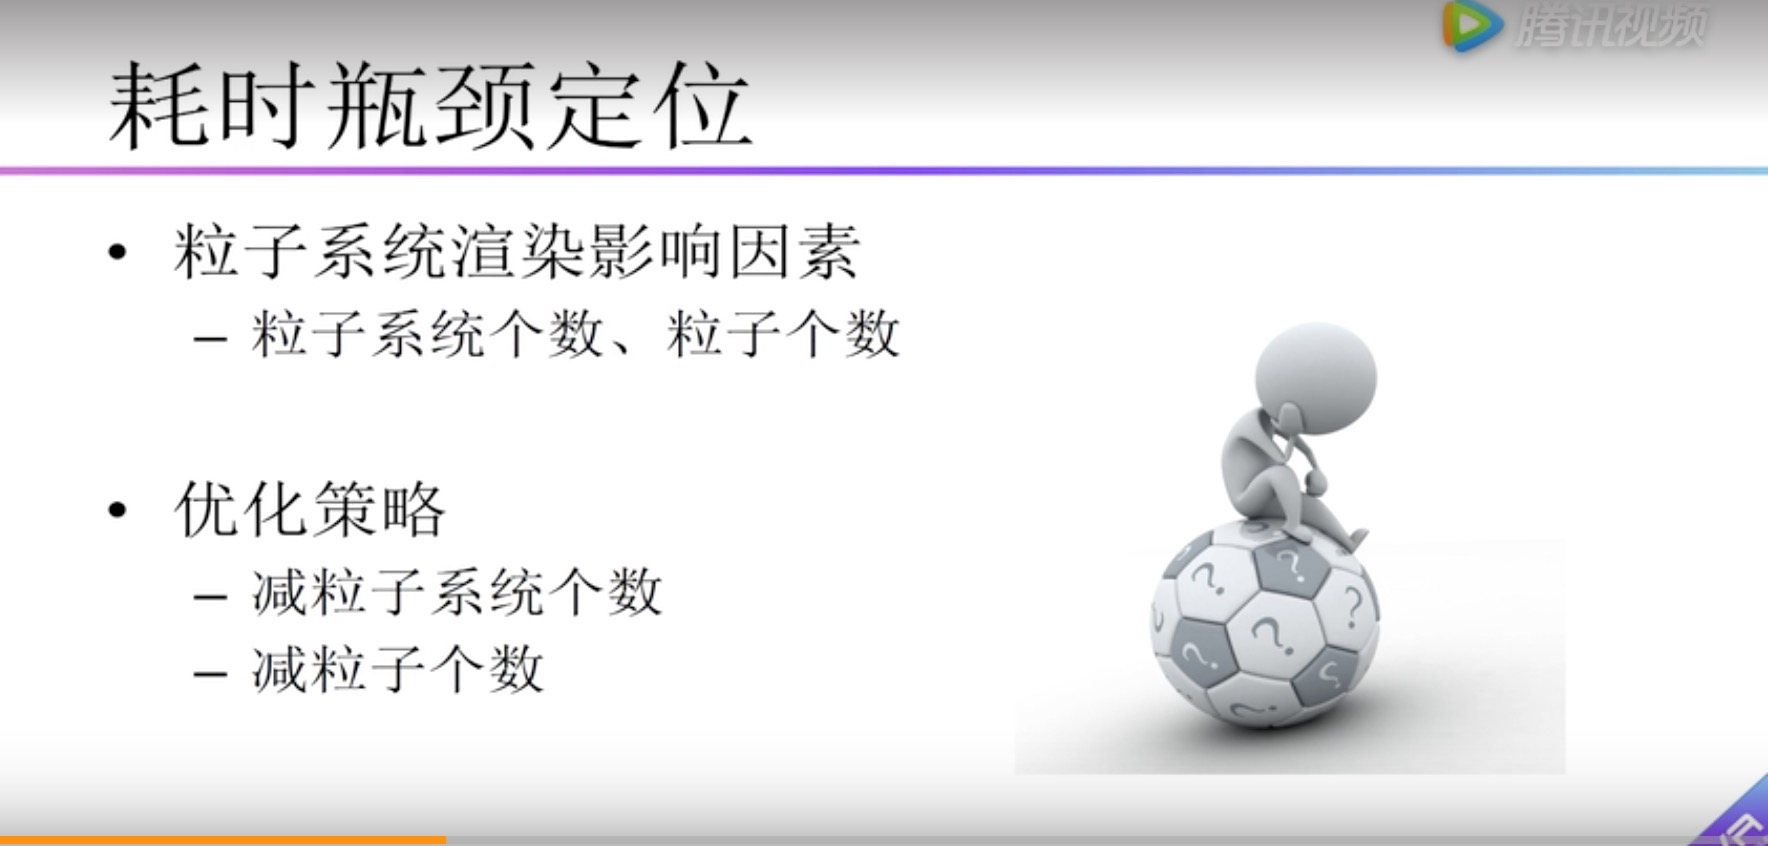 腾讯视频
耗时瓶颈定位
• 粒子系统渲染影响因素
– 粒子系统个数、粒子个数
• 优化策略
– 减粒子系统个数
– 减粒子个数
? ? ? ? ? ? ?